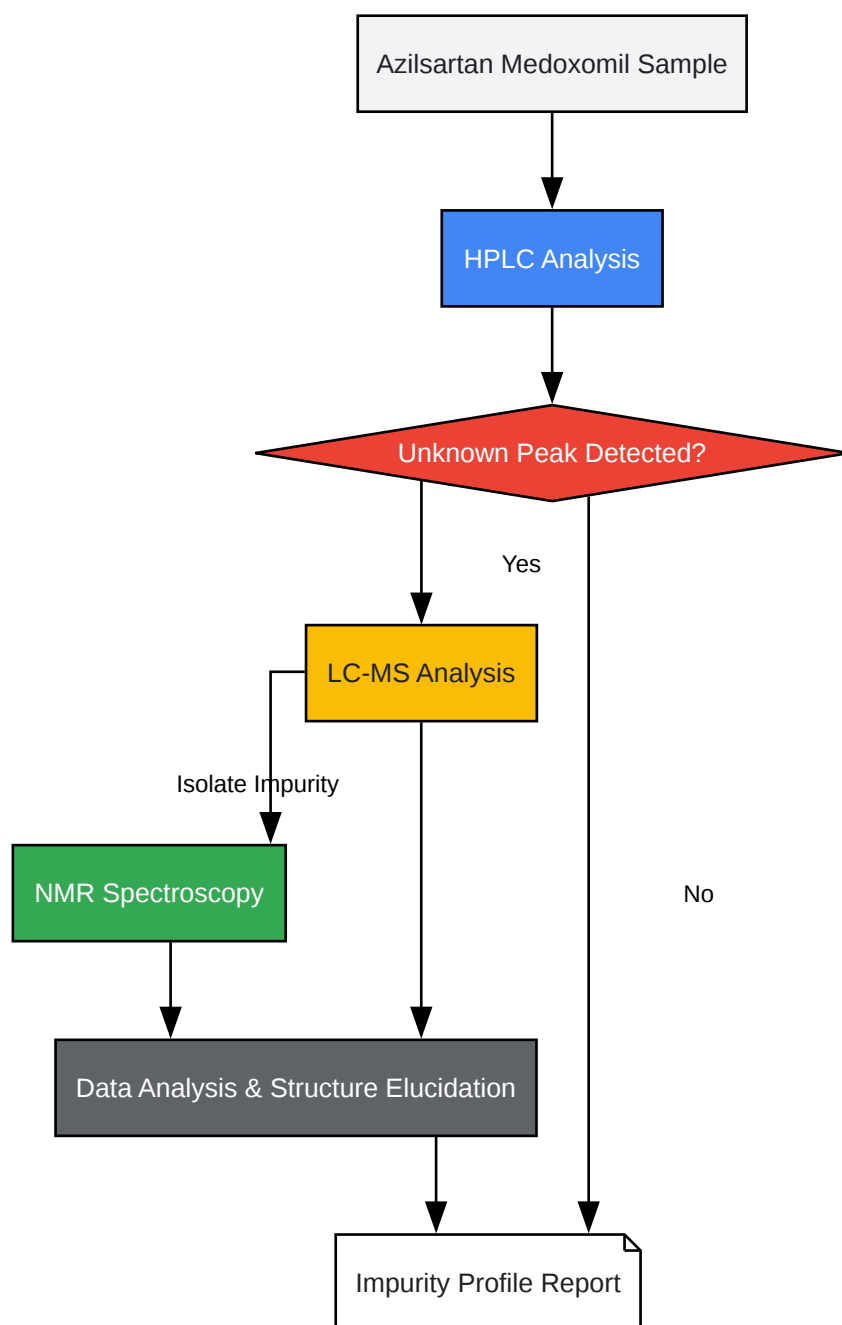 Azilsartan Medoxomil Sample
HPLC Analysis
Unknown Peak Detected?
Yes
LC-MS Analysis
Isolate Impurity
NMR Spectroscopy
No
Data Analysis & Structure Elucidation
Impurity Profile Report